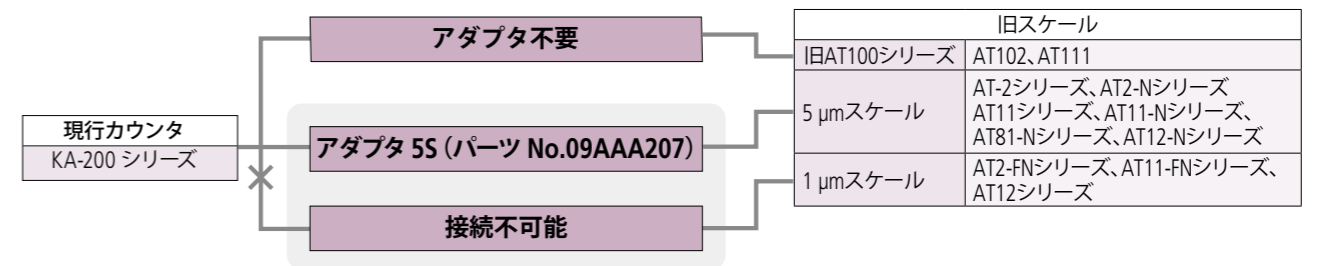 アダプタ不要
旧スケール
旧AT100シリーズ
AT102、AT111
現行カウンタ
KA-200 シリーズ
アダプタ 5S（パーツ No.09AAA207）
5 μmスケール
AT-2シリーズ、AT2-Nシリーズ
AT11シリーズ、AT11-Nシリーズ、
AT81-Nシリーズ、AT12-Nシリーズ
接続不可能
1 μmスケール
AT2-FNシリーズ、AT11-FNシリーズ、
AT12シリーズ